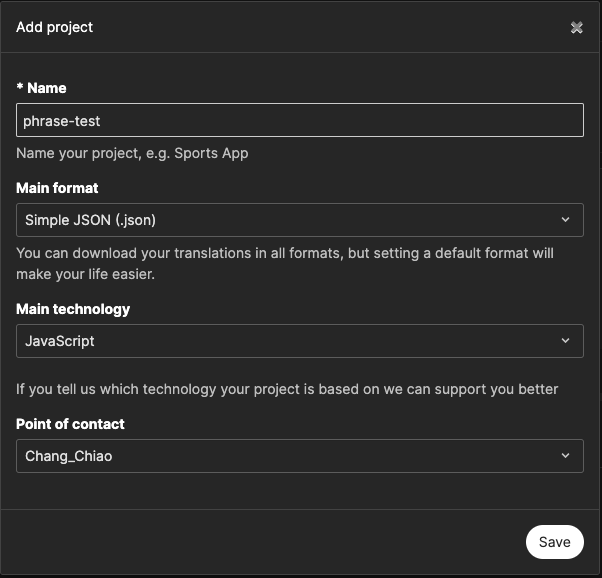 Add project
* Name
phrase-test
Name your project, e.g. Sports App
Main format
Simple JSON (.json)
You can download your translations in all formats, but setting a default format will
make your life easier.
Main technology
JavaScript
If you tell us which technology your project is based on we can support you better
Point of contact
Chang_Chiao
Save